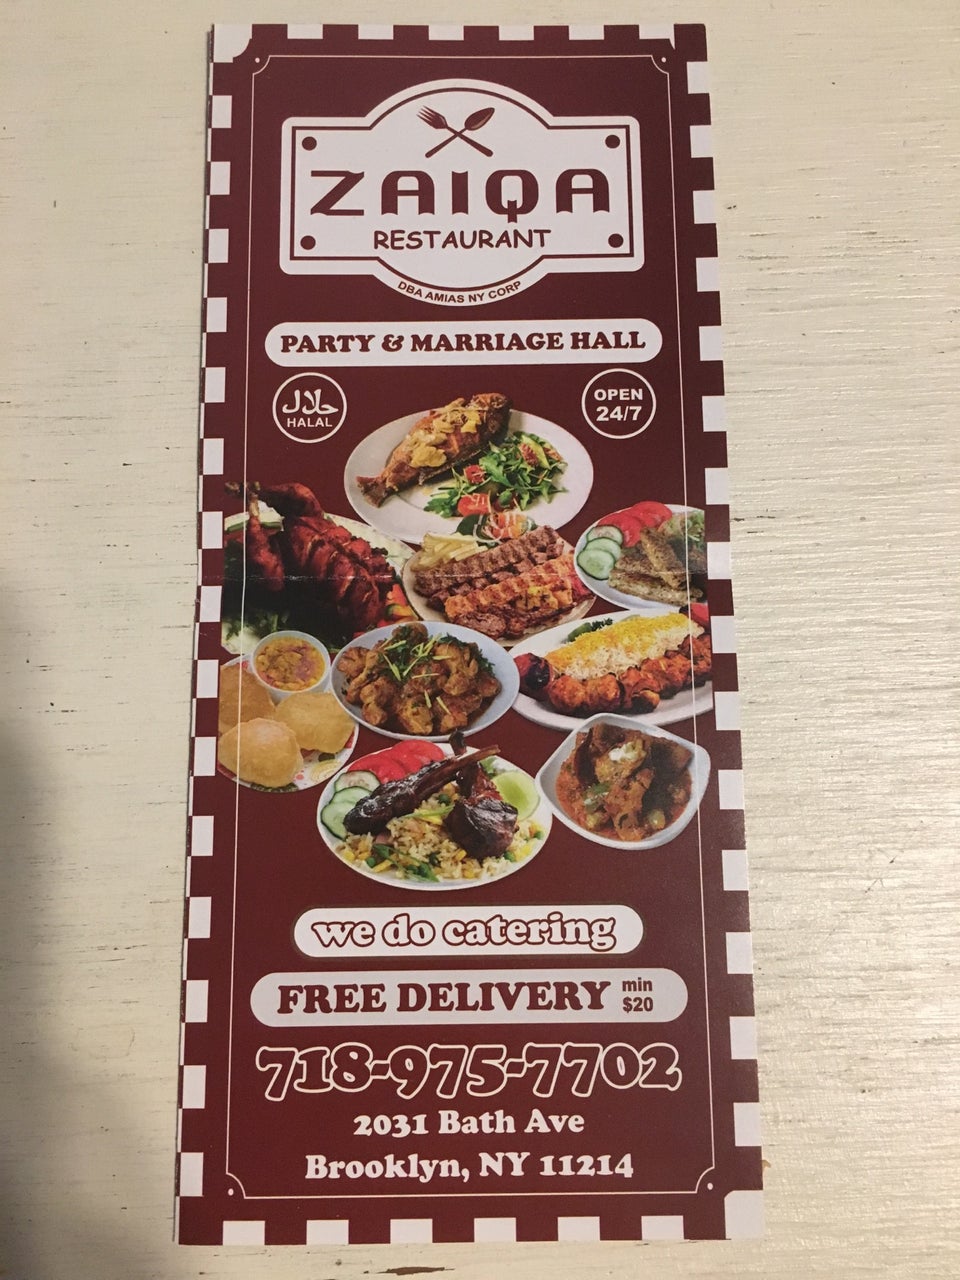 ZAIQA
RESTAURANT
DBA AMIAS NY CORP
PARTY & MARRIAGE HALL
حلال
HALAL
OPEN
24/7
we do catering
FREE DELIVERY min $20
718-975-7702
2031 Bath Ave
Brooklyn, NY 11214